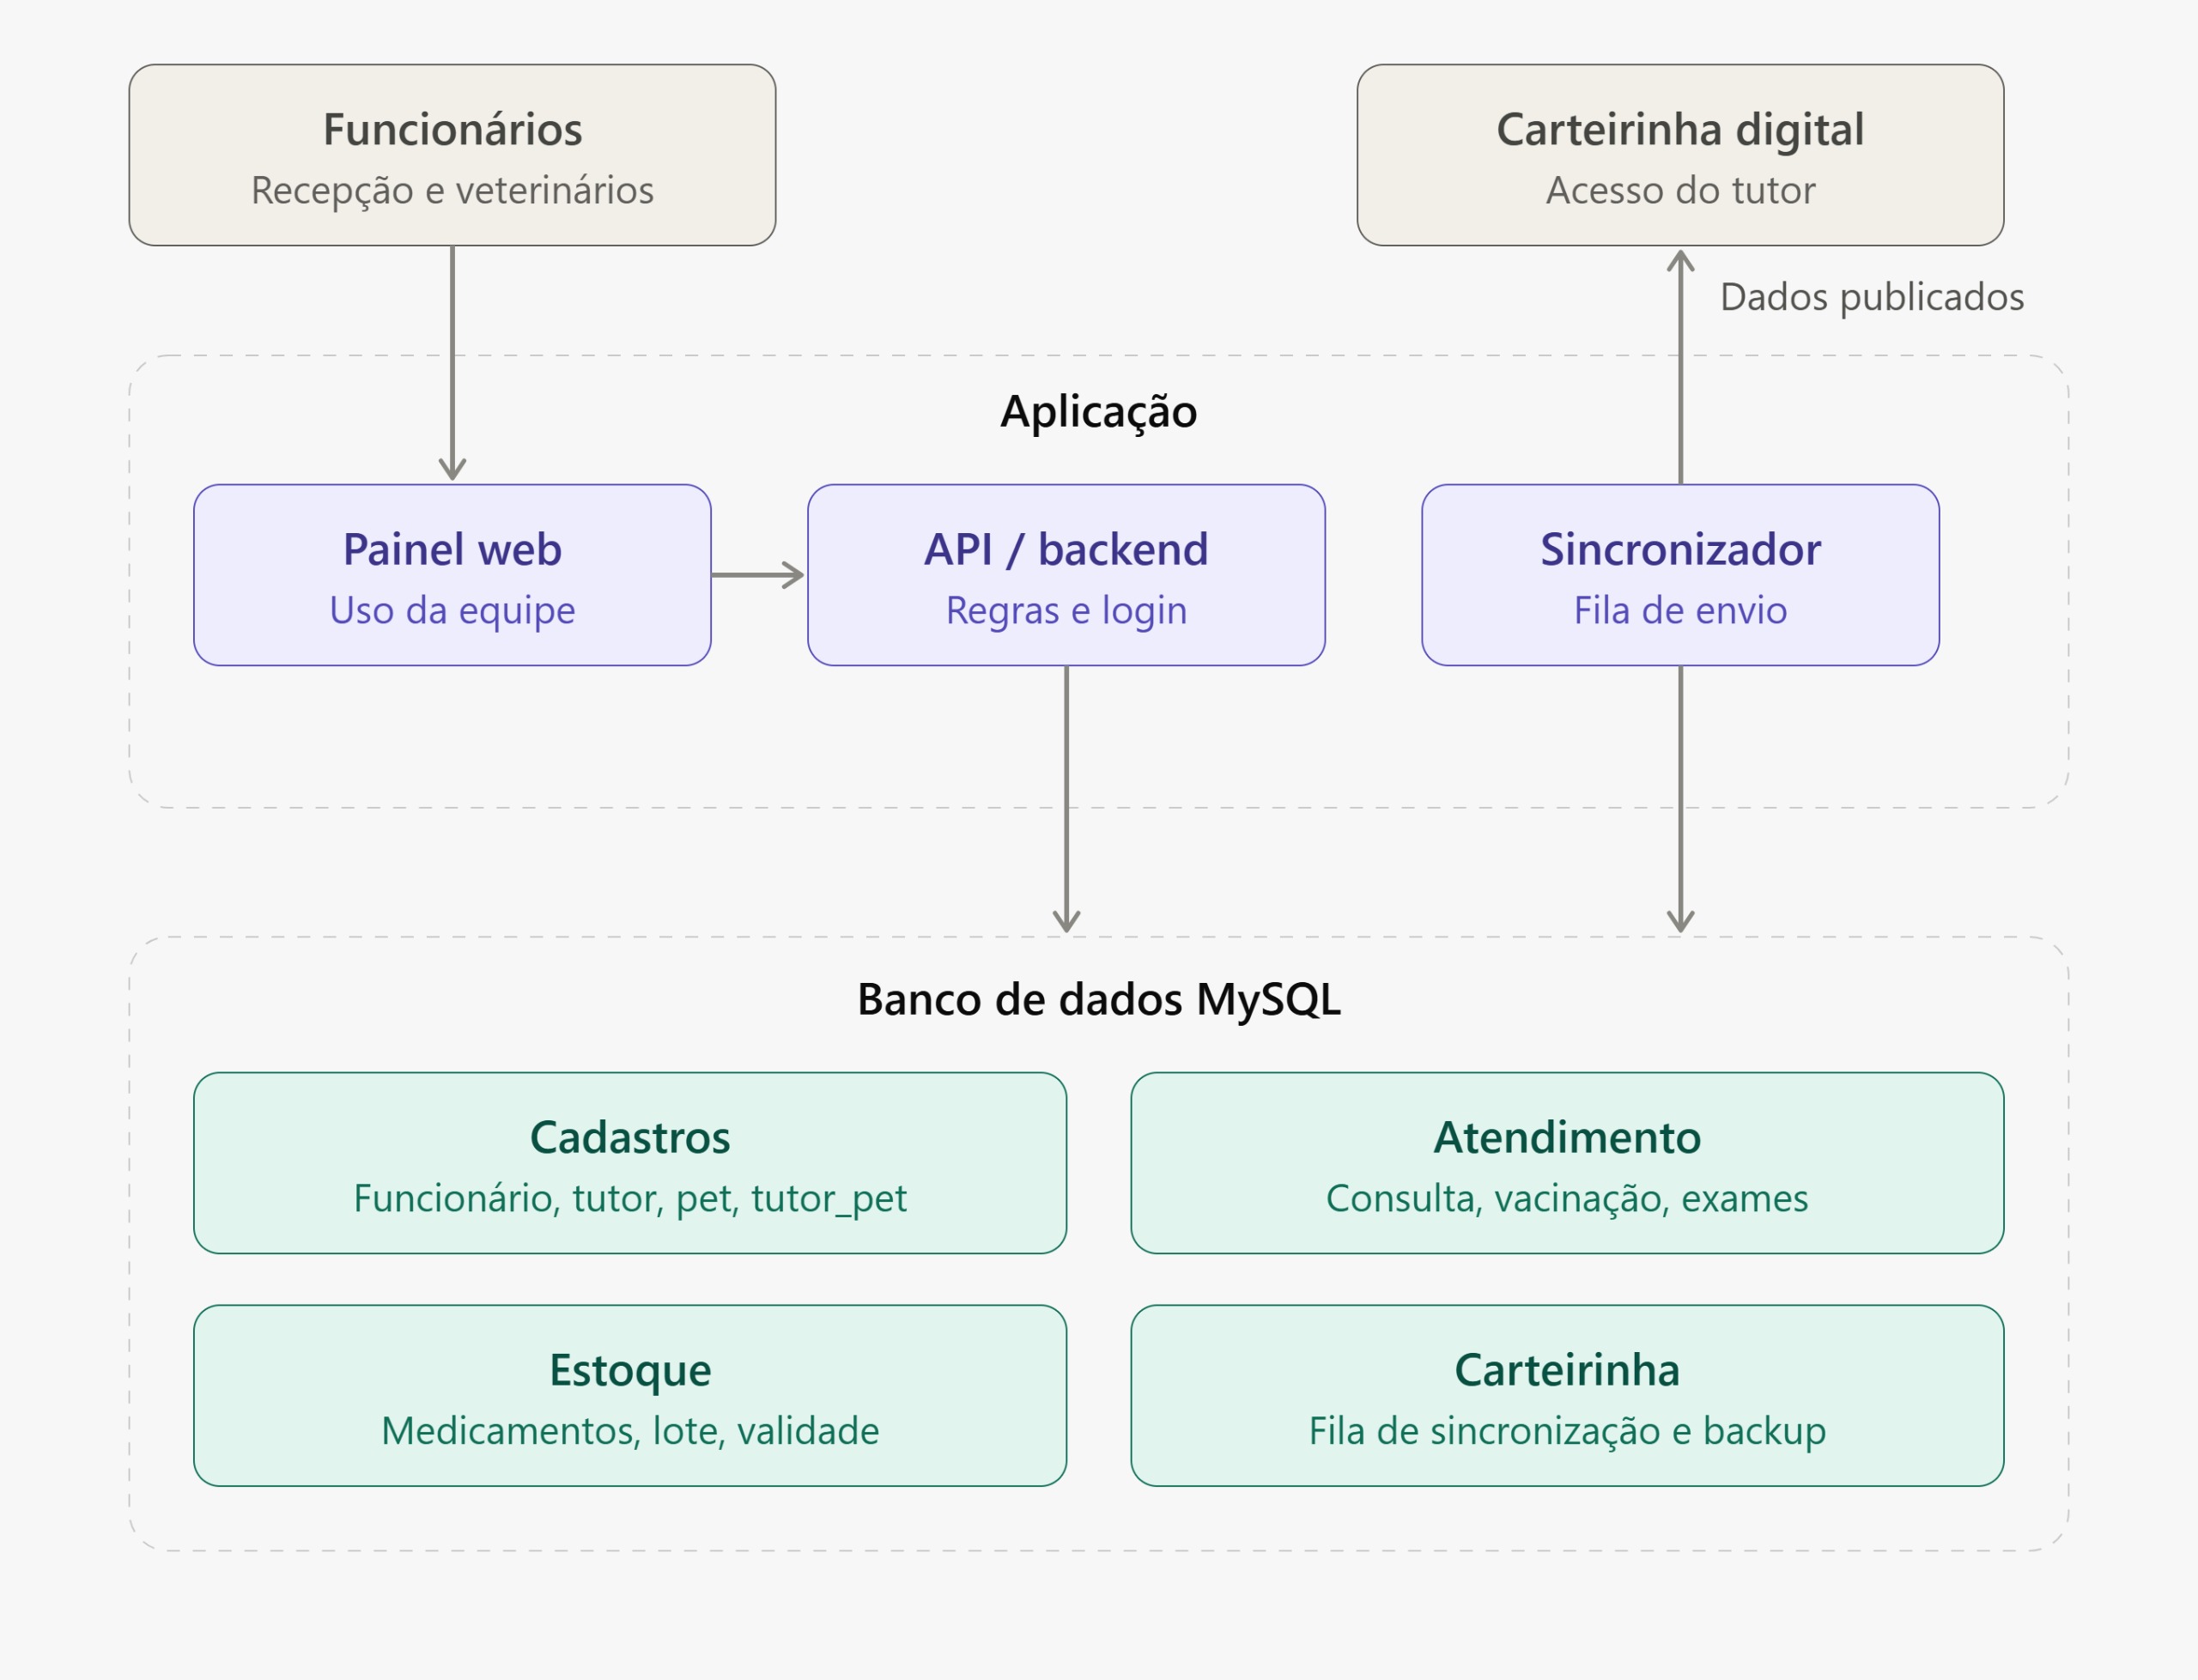 Funcionários
Recepção e veterinários
Carteirinha digital
Acesso do tutor
Dados publicados
Aplicação
Painel web
Uso da equipe
API / backend
Regras e login
Sincronizador
Fila de envio
Banco de dados MySQL
Cadastros
Funcionário, tutor, pet, tutor_pet
Atendimento
Consulta, vacinação, exames
Estoque
Medicamentos, lote, validade
Carteirinha
Fila de sincronização e backup